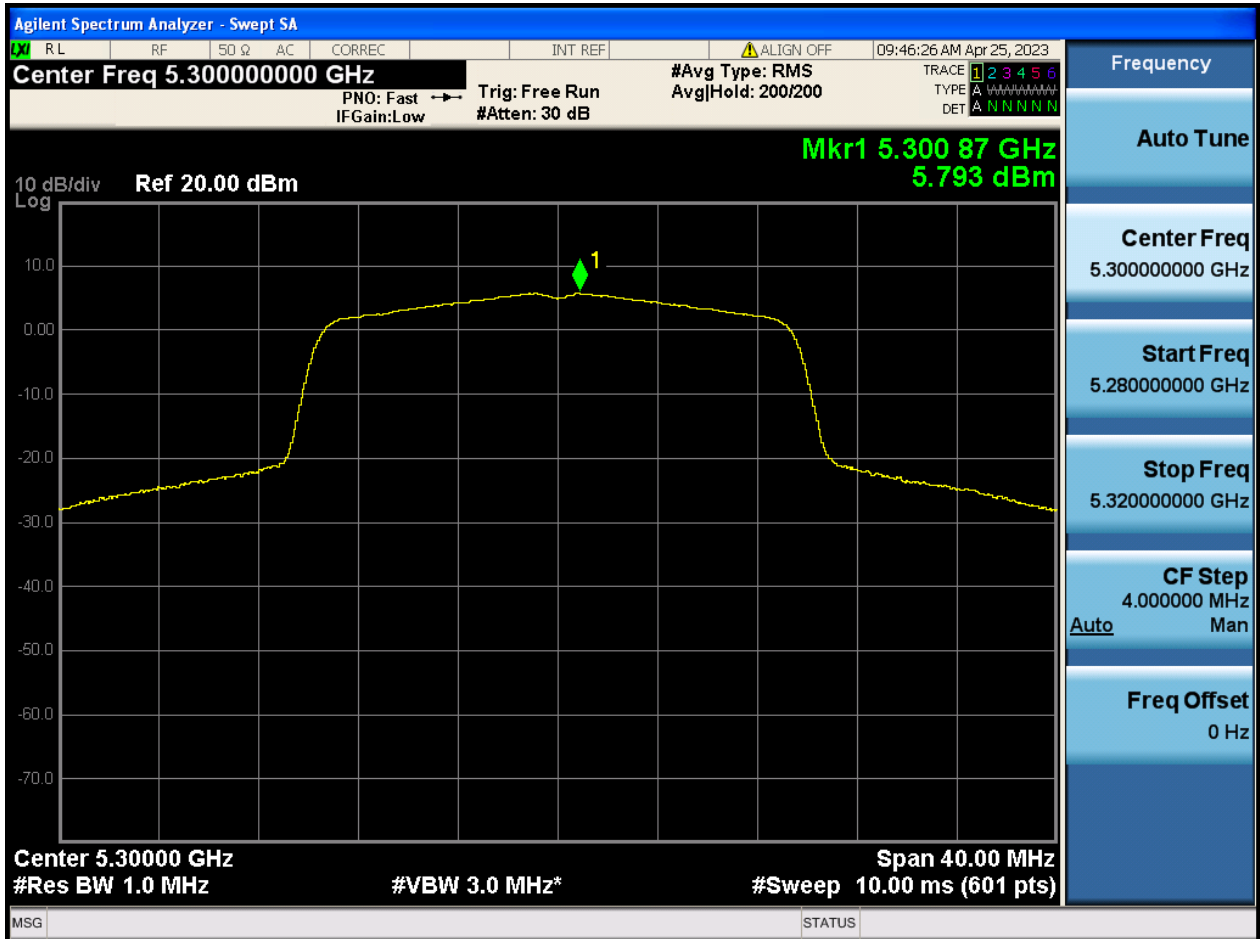 Agilent Spectrum Analyzer - Swept SA
LXI RL RF 50 Ω AC CORREC INT REF ALIGN OFF 09:46:26 AM Apr 25, 2023
Center Freq 5.300000000 GHz
PNO: Fast
IFGain:Low
Trig: Free Run
#Atten: 30 dB
#Avg Type: RMS
Avg|Hold: 200/200
TRACE 1 2 3 4 5 6
TYPE A WWWWW
DET A N N N N N
Mkr1 5.300 87 GHz
5.793 dBm
10 dB/div Ref 20.00 dBm
Log
1
10.0
0.00
-10.0
-20.0
-30.0
-40.0
-50.0
-60.0
-70.0
Center 5.30000 GHz Span 40.00 MHz
#Res BW 1.0 MHz #VBW 3.0 MHz* #Sweep 10.00 ms (601 pts)
MSG STATUS
Frequency
Auto Tune
Center Freq
5.300000000 GHz
Start Freq
5.280000000 GHz
Stop Freq
5.320000000 GHz
CF Step
4.000000 MHz
Auto Man
Freq Offset
0 Hz